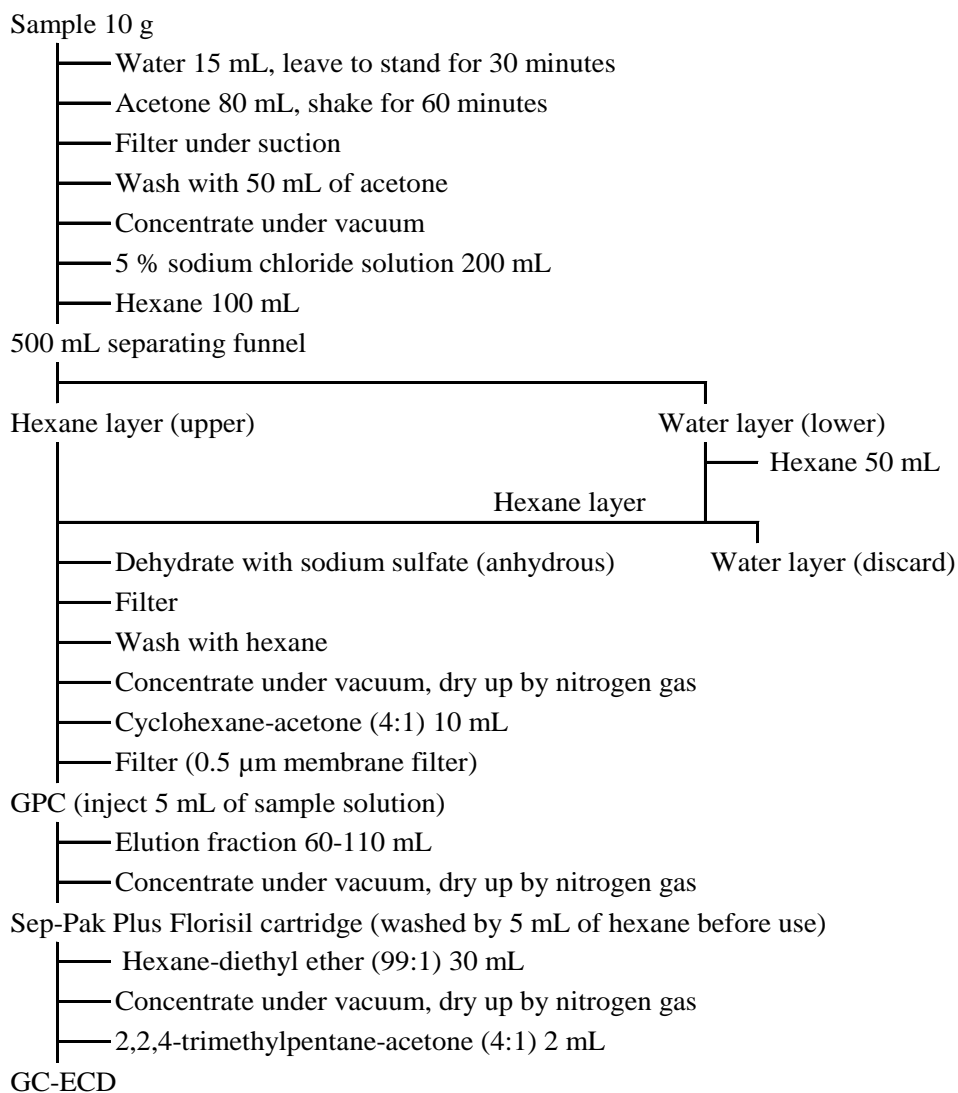 Sample 10 g
Water 15 mL, leave to stand for 30 minutes
Acetone 80 mL, shake for 60 minutes
Filter under suction
Wash with 50 mL of acetone
Concentrate under vacuum
5 % sodium chloride solution 200 mL
Hexane 100 mL
500 mL separating funnel
Hexane layer (upper)
Water layer (lower)
Hexane 50 mL
Hexane layer
Dehydrate with sodium sulfate (anhydrous)
Water layer (discard)
Filter
Wash with hexane
Concentrate under vacuum, dry up by nitrogen gas
Cyclohexane-acetone (4:1) 10 mL
Filter (0.5 μm membrane filter)
GPC (inject 5 mL of sample solution)
Elution fraction 60-110 mL
Concentrate under vacuum, dry up by nitrogen gas
Sep-Pak Plus Florisil cartridge (washed by 5 mL of hexane before use)
Hexane-diethyl ether (99:1) 30 mL
Concentrate under vacuum, dry up by nitrogen gas
2,2,4-trimethylpentane-acetone (4:1) 2 mL
GC-ECD